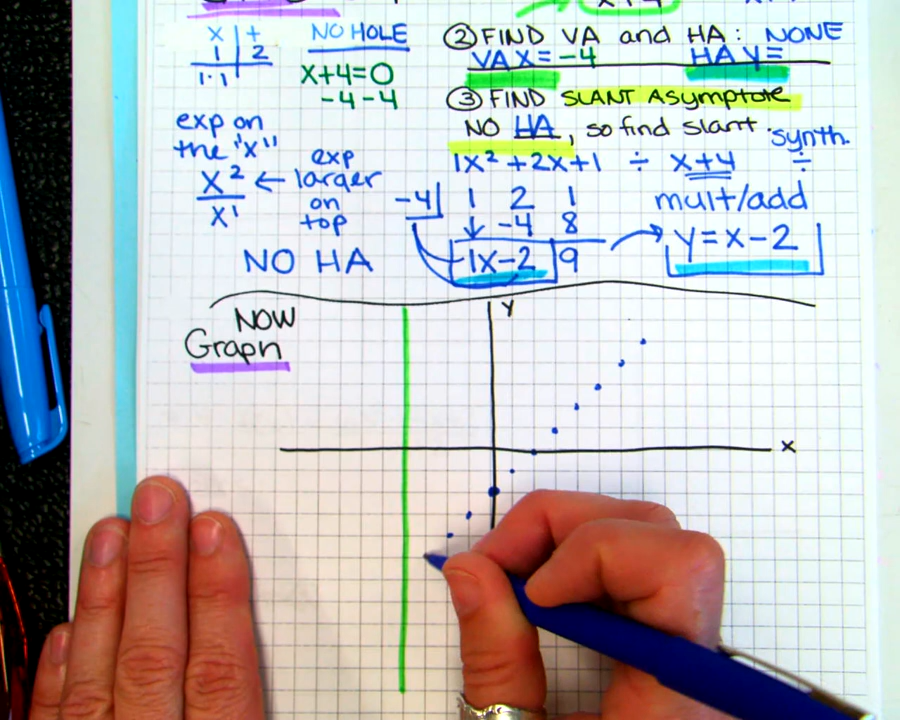 x | +
1 | 2
1·1
NO HOLE
x+4=0
-4 -4
exp on
the "x"
x² ← exp larger on top
x¹
NO HA
② FIND VA and HA: NONE
VA x=-4 HA y=
③ FIND SLANT Asymptote
NO HA, so find slant.
synth.
1x²+2x+1 ÷ x+4 ÷
-4| 1 2 1 mult/add
↓ -4 8
1x-2 | 9 → y=x-2
NOW
Graph
y
x